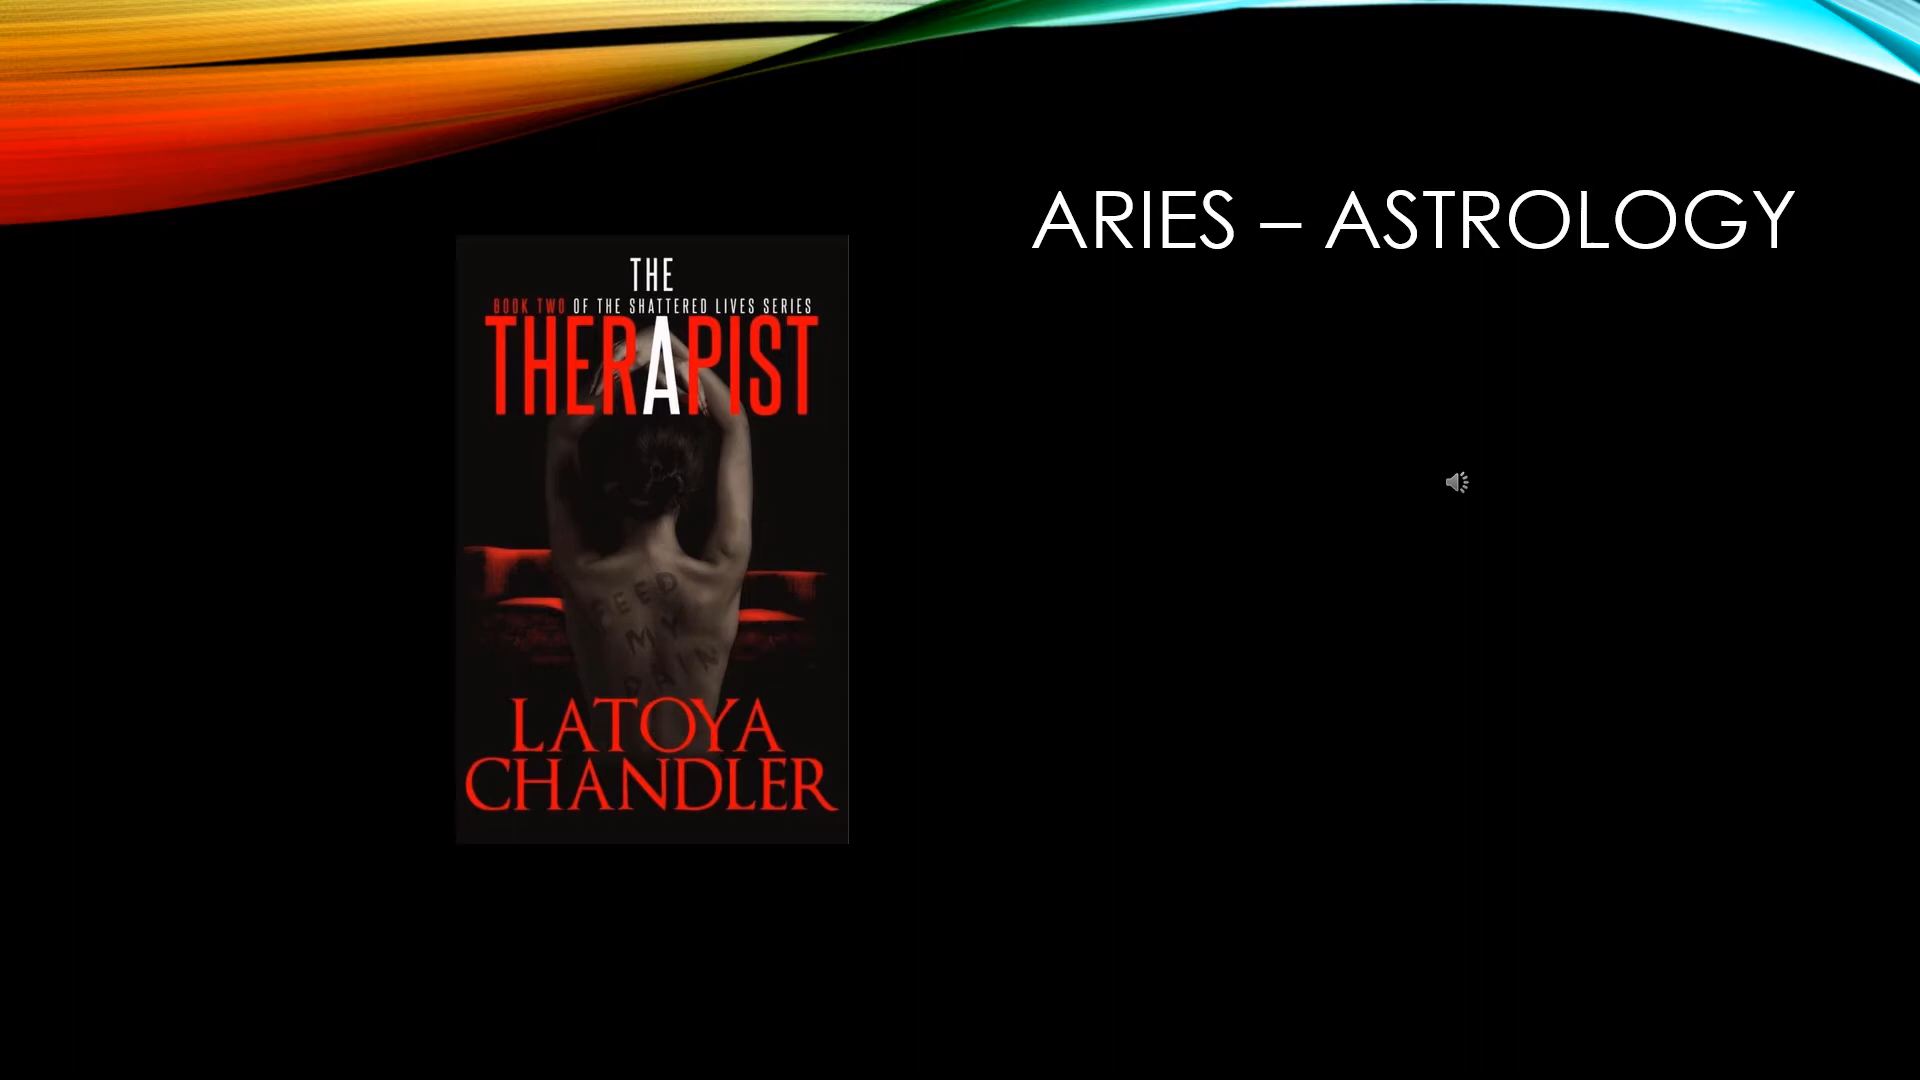 ARIES – ASTROLOGY
THE
BOOK TWO OF THE SHATTERED LIVES SERIES
THERAPIST
FEED
MY
PAIN
LATOYA
CHANDLER